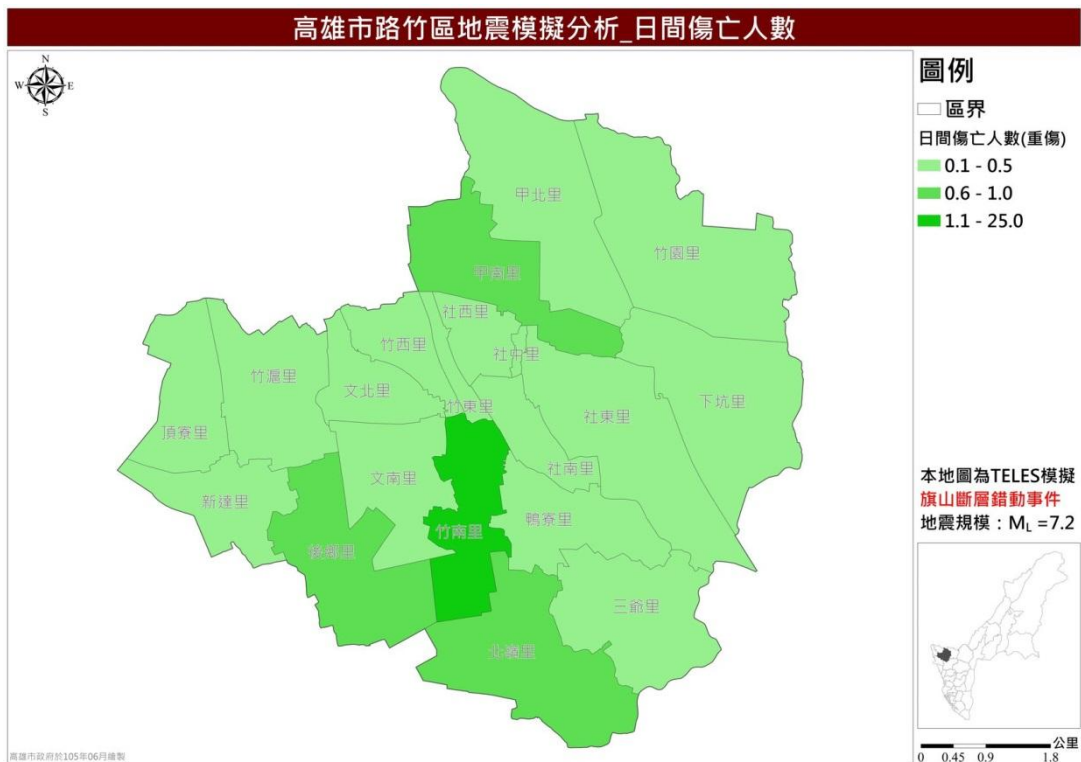 高雄市路竹區地震模擬分析_日間傷亡人數
N
W
E
S
圖例
區界
日間傷亡人數(重傷)
0.1 - 0.5
0.6 - 1.0
1.1 - 25.0
甲北里
竹園里
甲南里
社西里
竹西里
社中里
竹滬里
文北里
竹東里
社東里
下坑里
頂寮里
社南里
文南里
新達里
鴨寮里
竹南里
後鄉里
三爺里
北嶺里
本地圖為TELES模擬
旗山斷層錯動事件
地震規模：ML =7.2
公里
0 0.45 0.9 1.8
高雄市政府於105年06月繪製